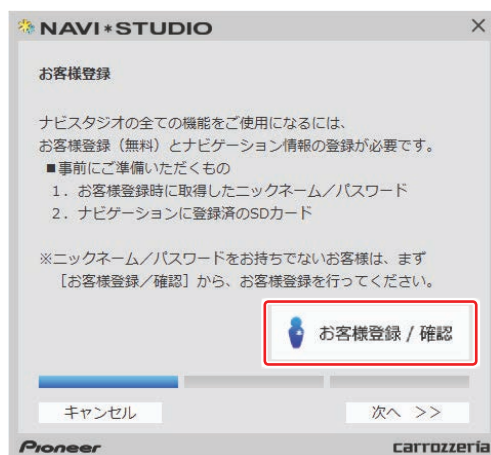 NAVI*STUDIO ×
お客様登録
ナビスタジオの全ての機能をご使用になるには、
お客様登録（無料）とナビゲーション情報の登録が必要です。
■事前にご準備いただくもの
１．お客様登録時に取得したニックネーム／パスワード
２．ナビゲーションに登録済のSDカード
※ニックネーム／パスワードをお持ちでないお客様は、まず
［お客様登録／確認］から、お客様登録を行ってください。
お客様登録 / 確認
キャンセル 次へ >>
Pioneer carrozzeria